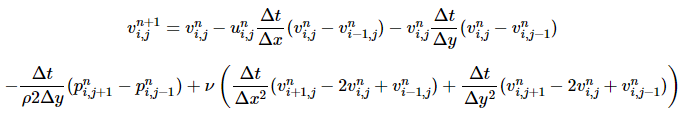 v_{i,j}^{n+1} = v_{i,j}^{n} - u_{i,j}^{n} \frac{\Delta t}{\Delta x} (v_{i,j}^{n} - v_{i-1,j}^{n}) - v_{i,j}^{n} \frac{\Delta t}{\Delta y} (v_{i,j}^{n} - v_{i,j-1}^{n})
- \frac{\Delta t}{\rho 2 \Delta y} (p_{i,j+1}^{n} - p_{i,j-1}^{n}) + \nu \left( \frac{\Delta t}{\Delta x^2} (v_{i+1,j}^{n} - 2v_{i,j}^{n} + v_{i-1,j}^{n}) + \frac{\Delta t}{\Delta y^2} (v_{i,j+1}^{n} - 2v_{i,j}^{n} + v_{i,j-1}^{n}) \right)